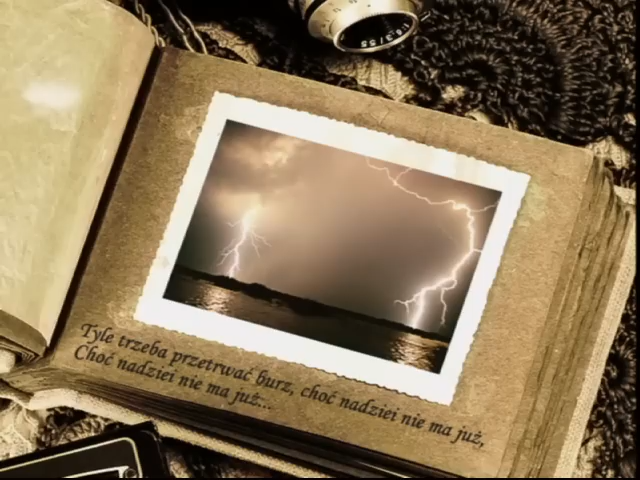 Tyle trzeba przetrwać burz, choć nadziei nie ma już,
Choć nadziei nie ma już...